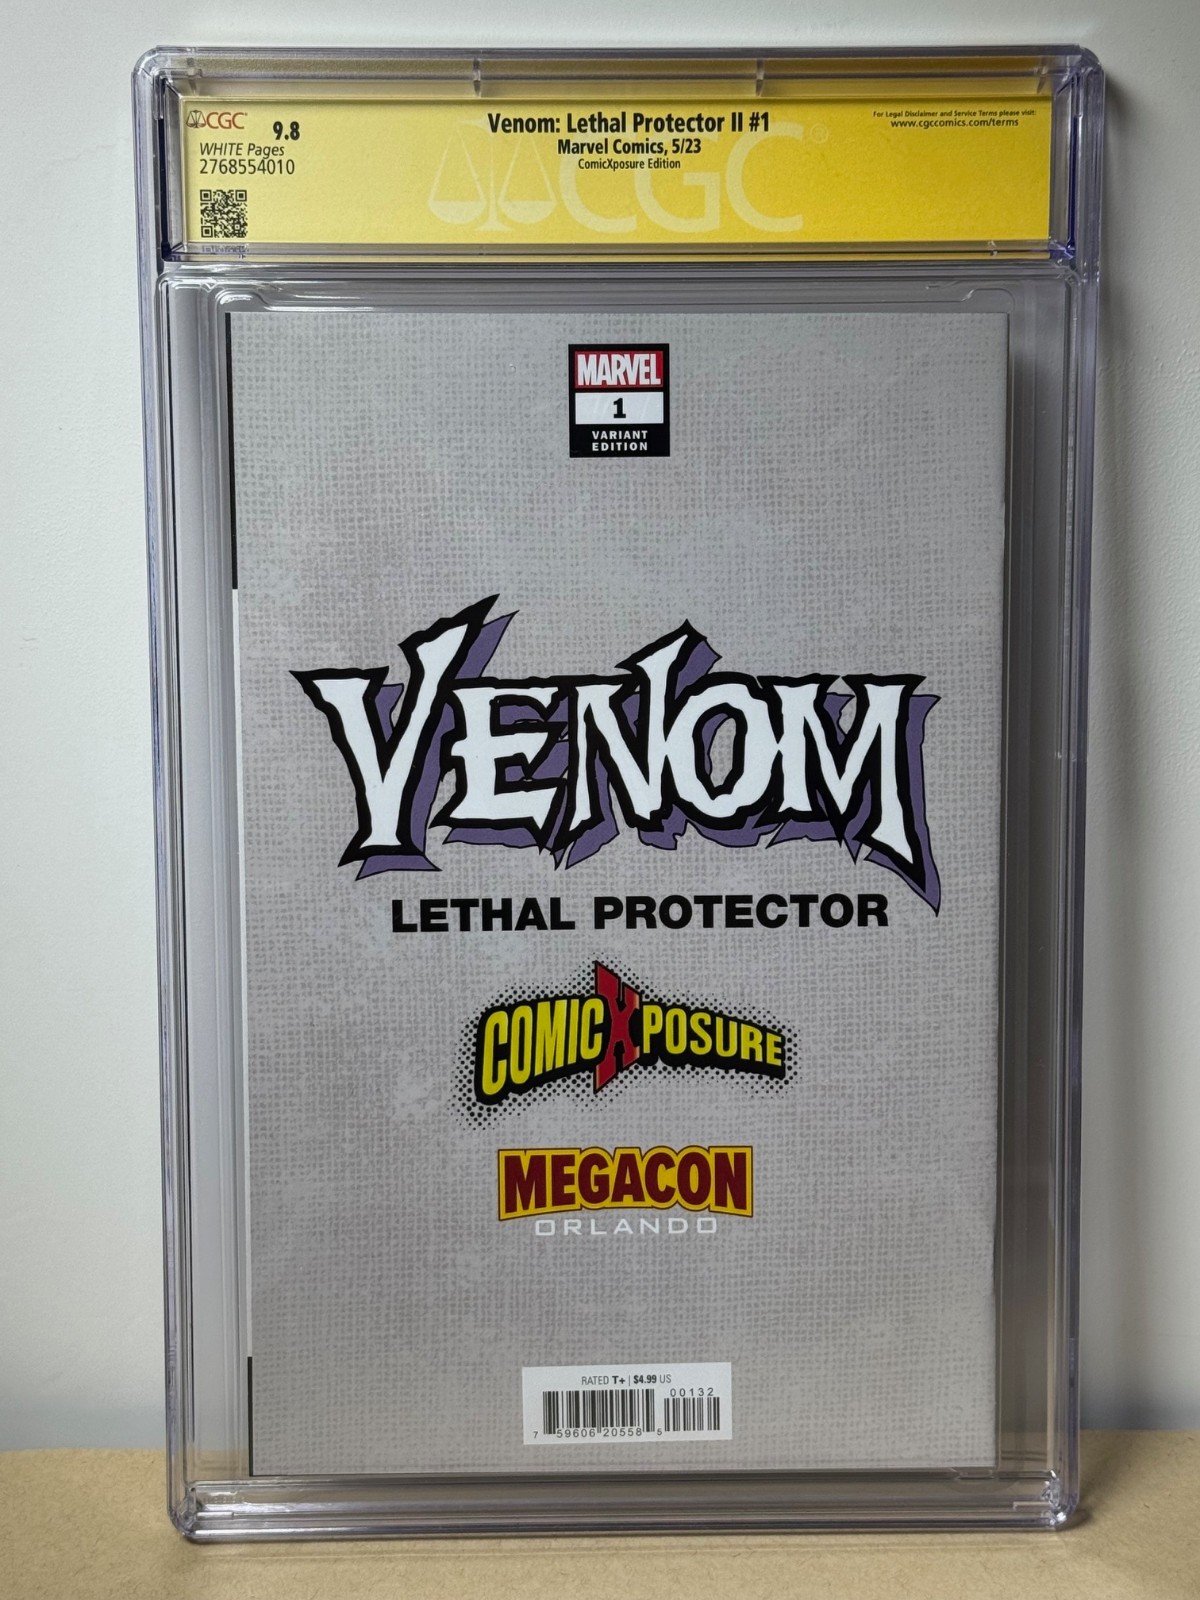 CGC
9.8
WHITE Pages
2768554010
Venom: Lethal Protector II #1
Marvel Comics, 5/23
ComicXposure Edition
For Legal Disclaimer and Service Terms please visit:
www.cgccomics.com/terms
CGC
MARVEL
1
VARIANT
EDITION
VENOM
LETHAL PROTECTOR
COMICXPOSURE
MEGACON
ORLANDO
RATED T+ | $4.99 US
00132
7 59606 20558 5